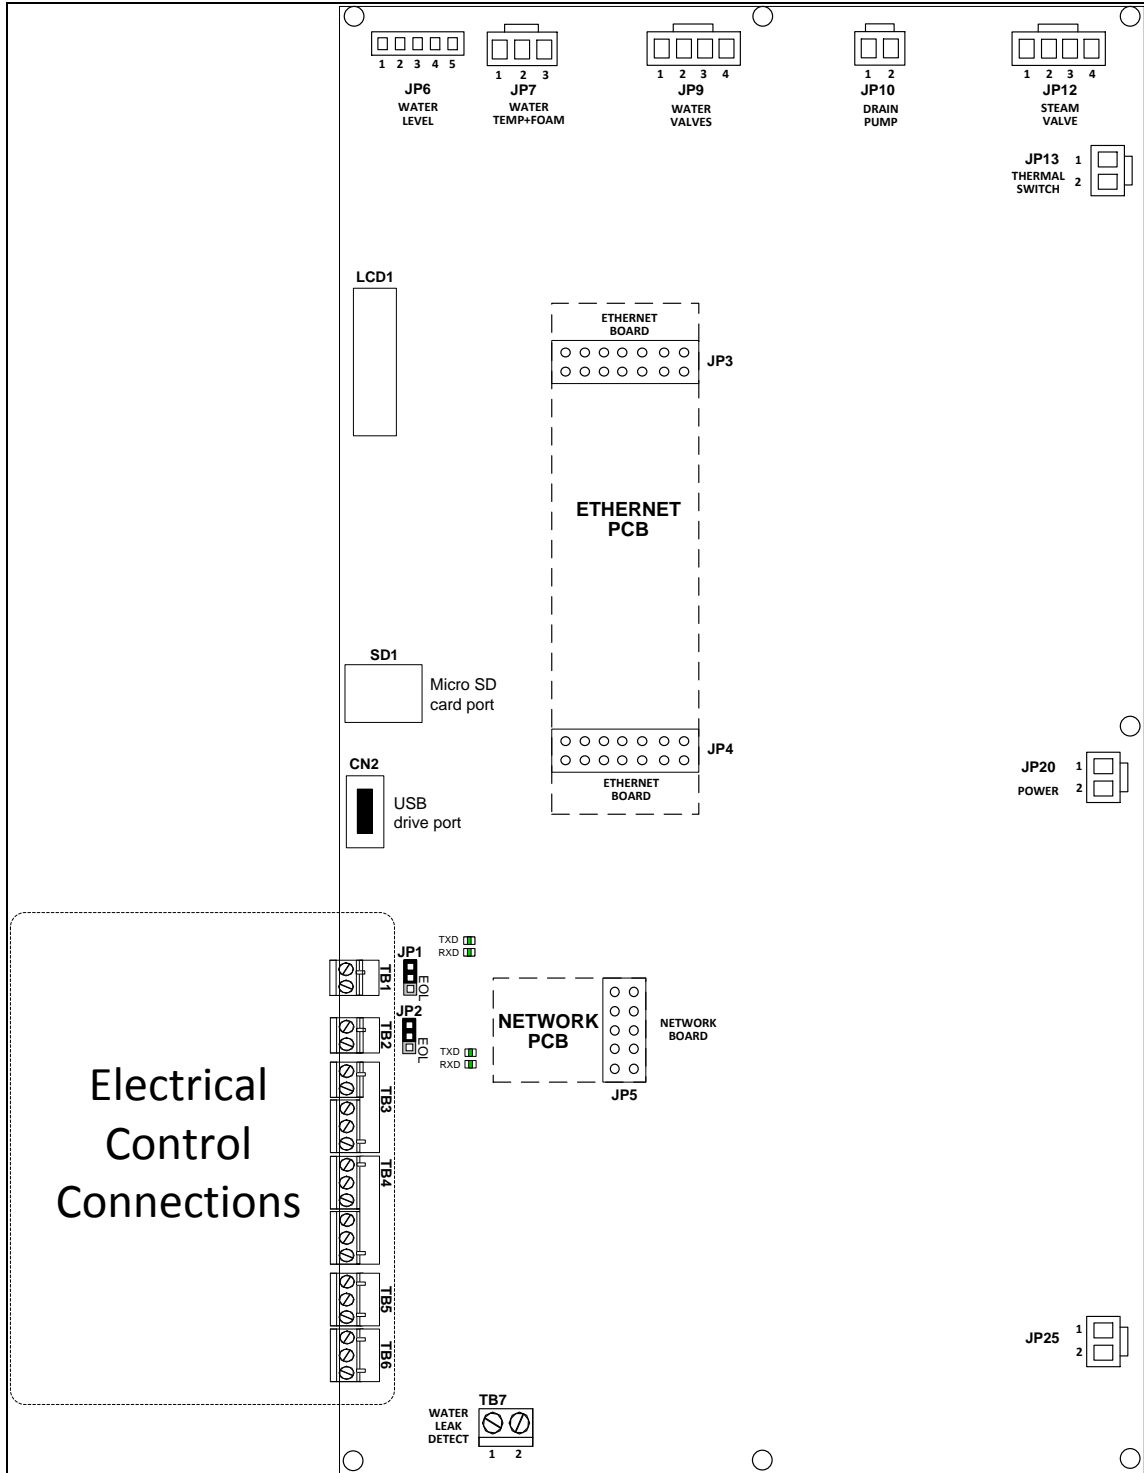 1 2 3 4 5
JP6
WATER
LEVEL
1 2 3
JP7
WATER
TEMP+FOAM
1 2 3 4
JP9
WATER
VALVES
1 2
JP10
DRAIN
PUMP
1 2 3 4
JP12
STEAM
VALVE
JP13 1
THERMAL
SWITCH 2
LCD1
ETHERNET
BOARD
JP3
ETHERNET
PCB
SD1
Micro SD
card port
JP4
ETHERNET
BOARD
CN2
USB
drive port
JP20 1
POWER 2
TXD
RXD
JP1
EOL
TB1
JP2
EOL
TB2
TXD
RXD
NETWORK
PCB
NETWORK
BOARD
JP5
TB3
Electrical
Control
Connections
TB4
TB5
TB6
JP25 1
2
TB7
WATER
LEAK
DETECT
1 2